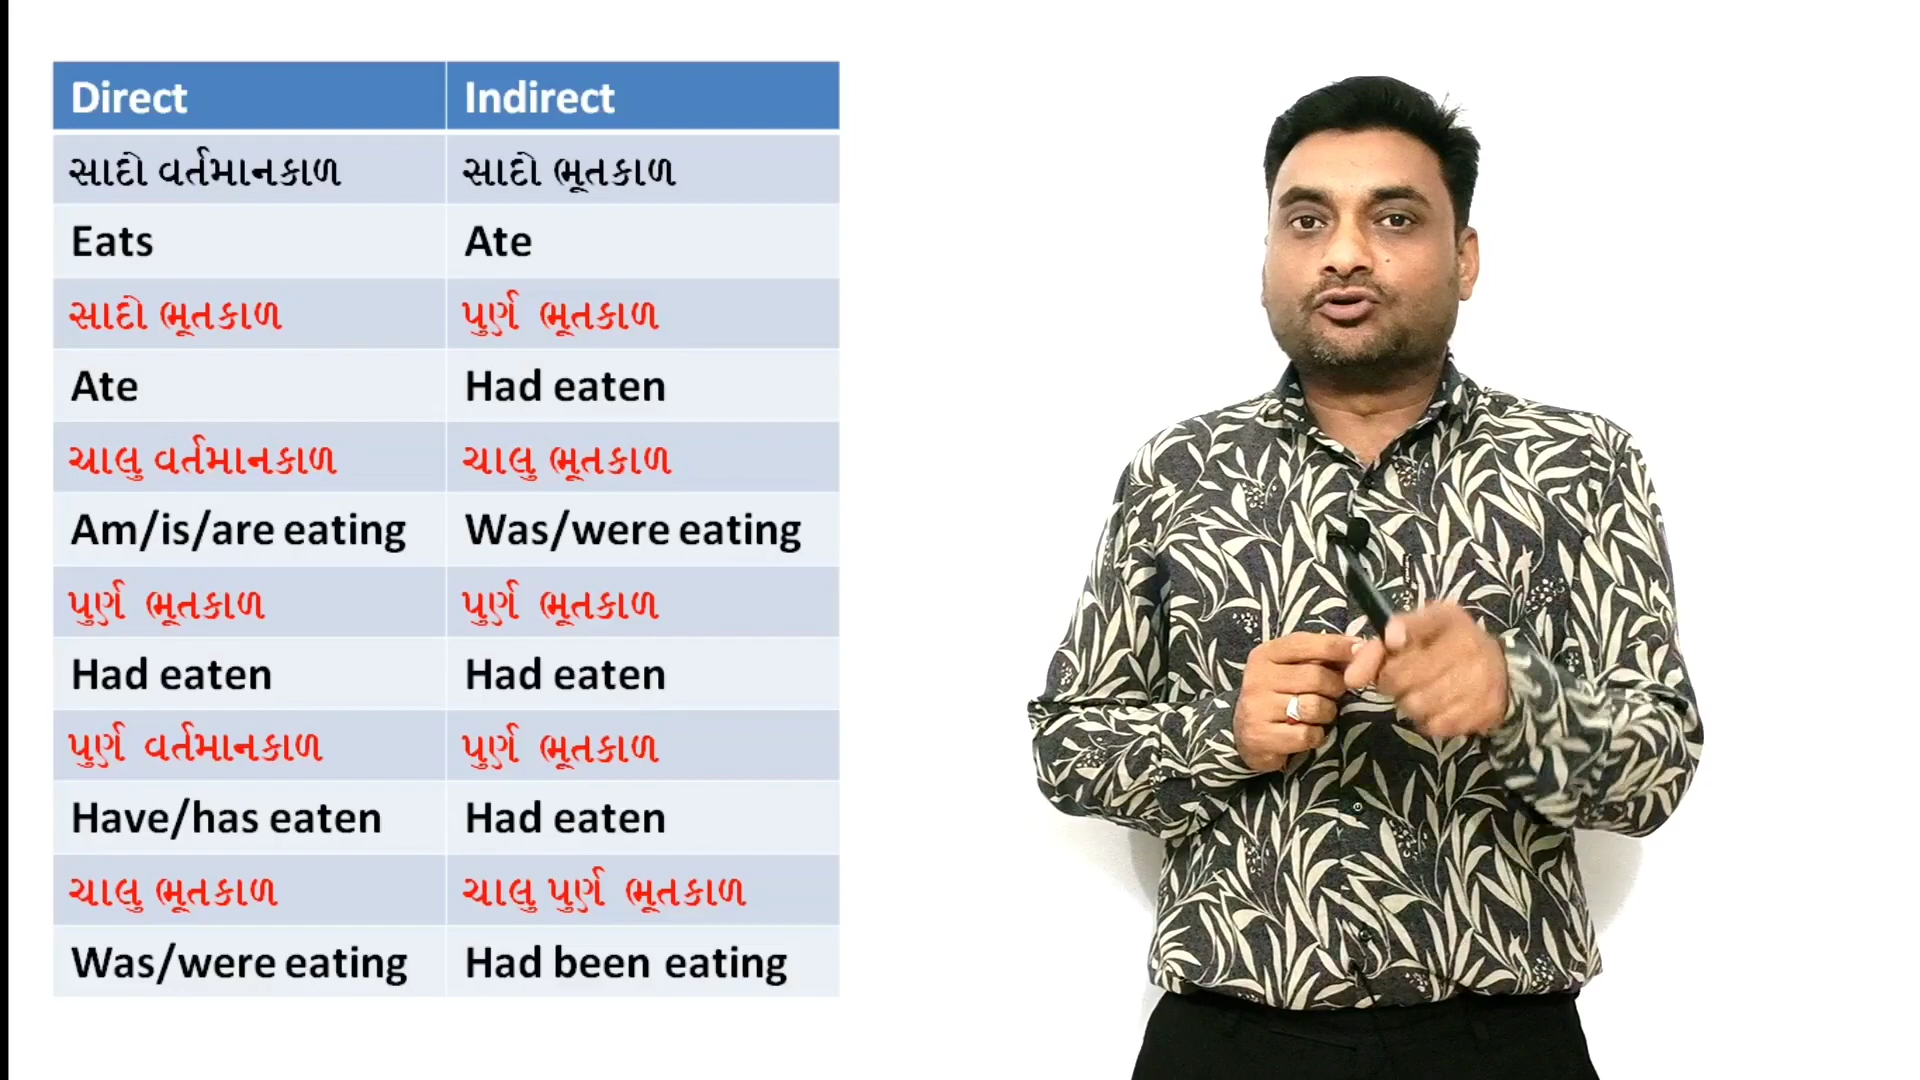 Direct Indirect
સાદો વર્તમાનકાળ સાદો ભૂતકાળ
Eats Ate
સાદો ભૂતકાળ પુર્ણ ભૂતકાળ
Ate Had eaten
ચાલુ વર્તમાનકાળ ચાલુ ભૂતકાળ
Am/is/are eating Was/were eating
પુર્ણ ભૂતકાળ પુર્ણ ભૂતકાળ
Had eaten Had eaten
પુર્ણ વર્તમાનકાળ પુર્ણ ભૂતકાળ
Have/has eaten Had eaten
ચાલુ ભૂતકાળ ચાલુ પુર્ણ ભૂતકાળ
Was/were eating Had been eating